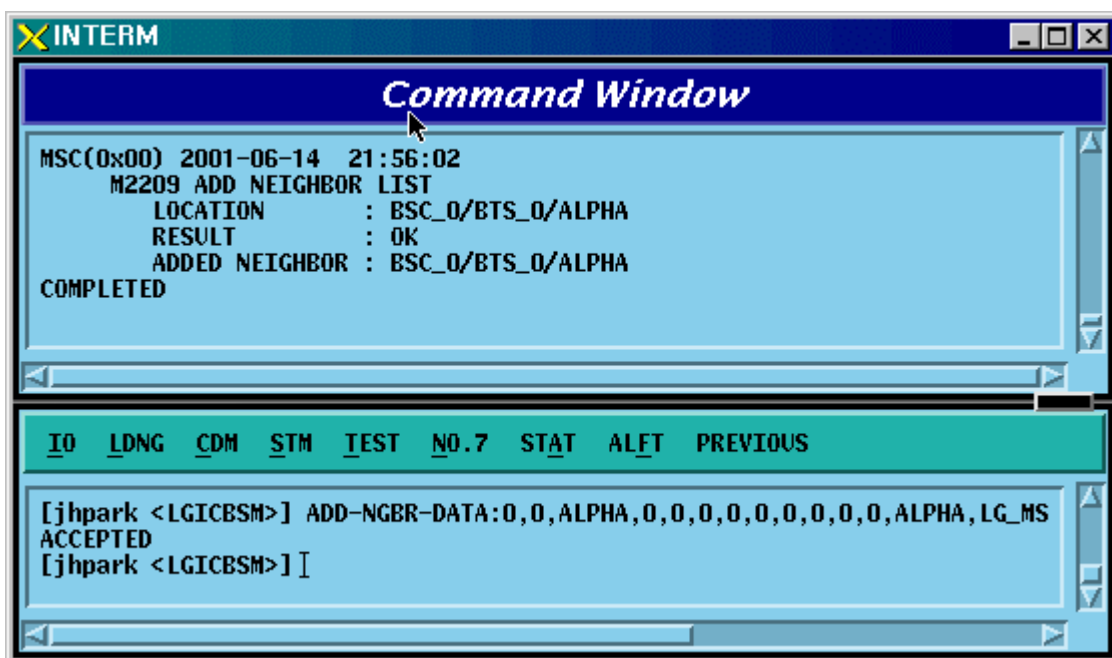 INTERM
Command Window
MSC(0x00) 2001-06-14 21:56:02
M2209 ADD NEIGHBOR LIST
LOCATION : BSC_0/BTS_0/ALPHA
RESULT : OK
ADDED NEIGHBOR : BSC_0/BTS_0/ALPHA
COMPLETED
IO LDNG CDM STM TEST NO.7 STAT ALFT PREVIOUS
[jhpark <LGICBSM>] ADD-NGBR-DATA:0,0,ALPHA,0,0,0,0,0,0,0,0,0,ALPHA,LG_MS
ACCEPTED
[jhpark <LGICBSM>]